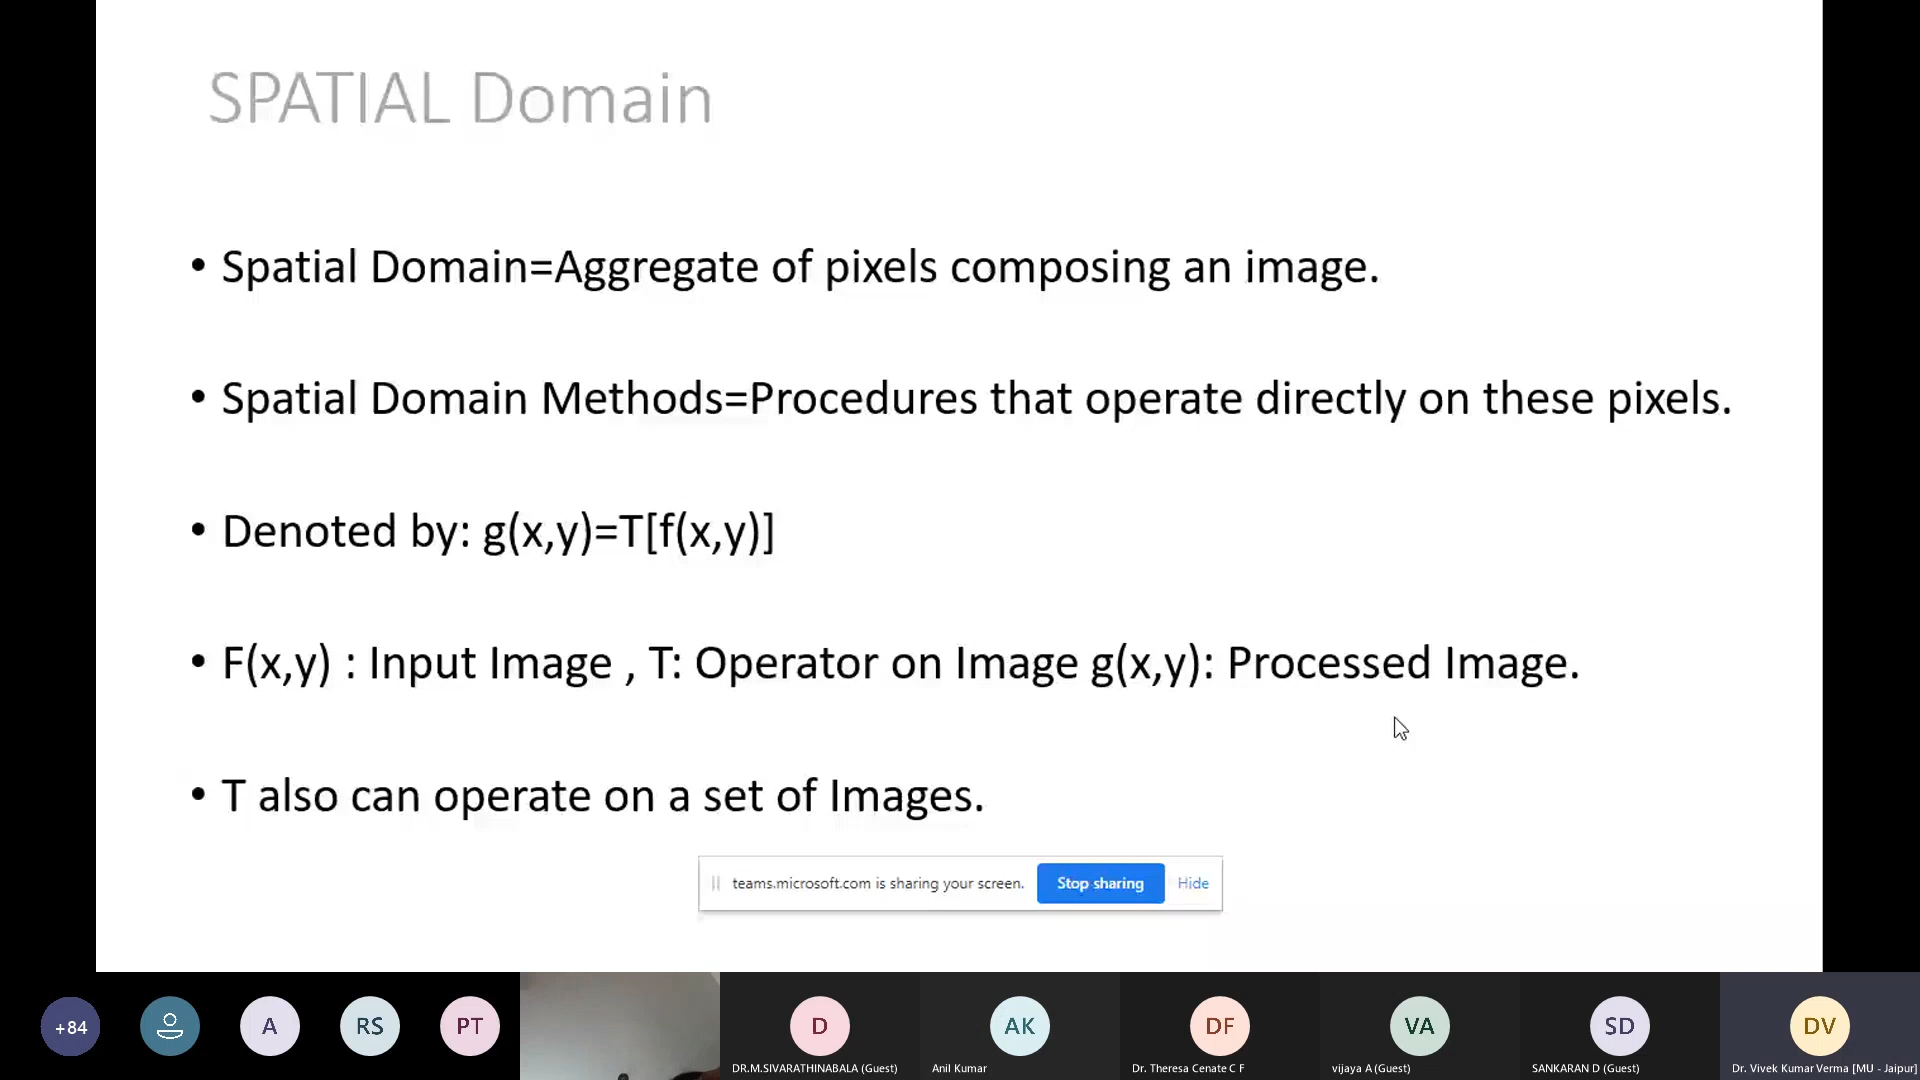 SPATIAL Domain
• Spatial Domain=Aggregate of pixels composing an image.
• Spatial Domain Methods=Procedures that operate directly on these pixels.
• Denoted by: g(x,y)=T[f(x,y)]
• F(x,y) : Input Image , T: Operator on Image g(x,y): Processed Image.
• T also can operate on a set of Images.
teams.microsoft.com is sharing your screen. Stop sharing Hide
+84 A RS PT D AK DF VA SD DV
DR.M.SIVARATHINABALA (Guest) Anil Kumar Dr. Theresa Cenate C F vijaya A (Guest) SANKARAN D (Guest) Dr. Vivek Kumar Verma [MU - Jaipur]